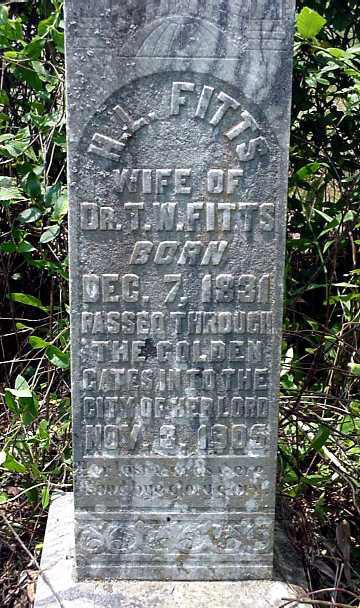 H. L. FITTS
WIFE OF
DR. T. W. FITTS
BORN
DEC. 7, 1831
PASSED THROUGH
THE GOLDEN
GATES INTO THE
CITY OF HER LORD
NOV. 3, 1905